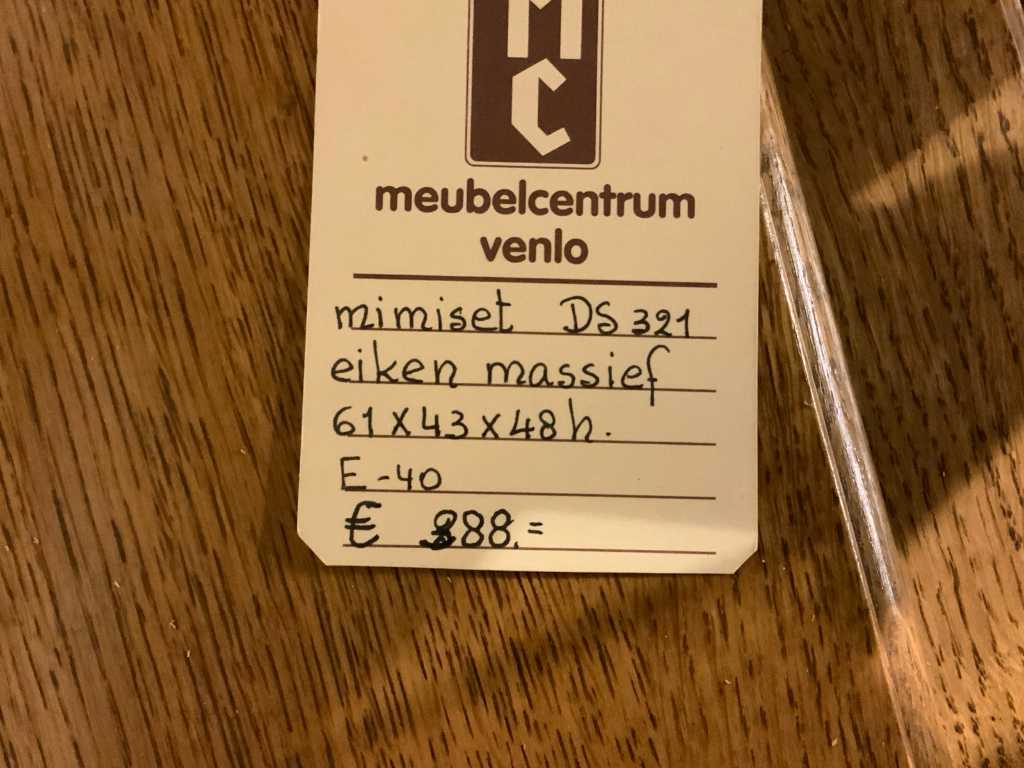 MC
meubelcentrum
venlo
mimiset DS 321
eiken massief
61 x 43 x 48 h.
E-40
€ 388.=